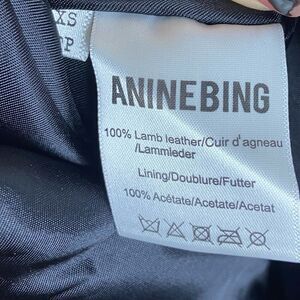 XS
ANINEBING
100% Lamb leather/Cuir d'agneau
/Lammleder
Lining/Doublure/Futter
100% Acétate/Acetate/Acetat